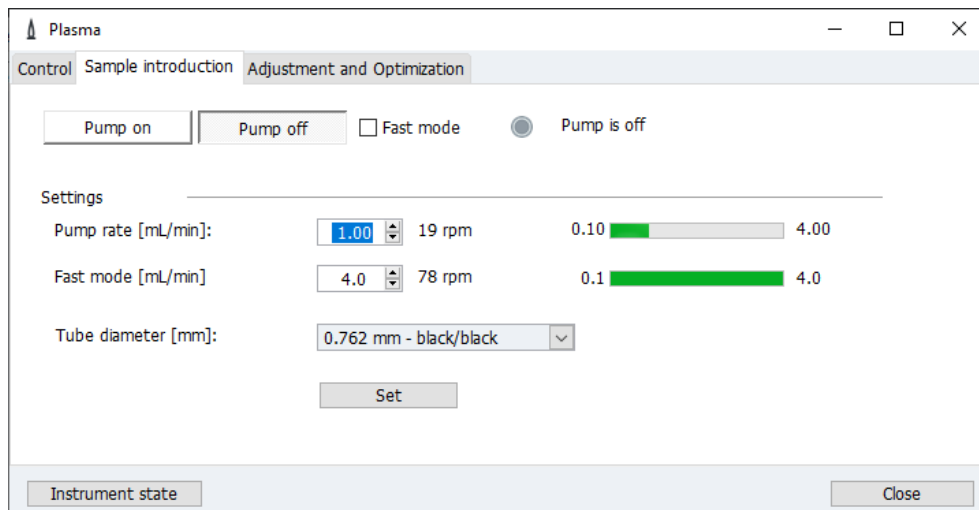 Plasma
Control Sample introduction Adjustment and Optimization
Pump on Pump off Fast mode Pump is off
Settings
Pump rate [mL/min]: 1.00 19 rpm 0.10 4.00
Fast mode [mL/min] 4.0 78 rpm 0.1 4.0
Tube diameter [mm]: 0.762 mm - black/black
Set
Instrument state Close